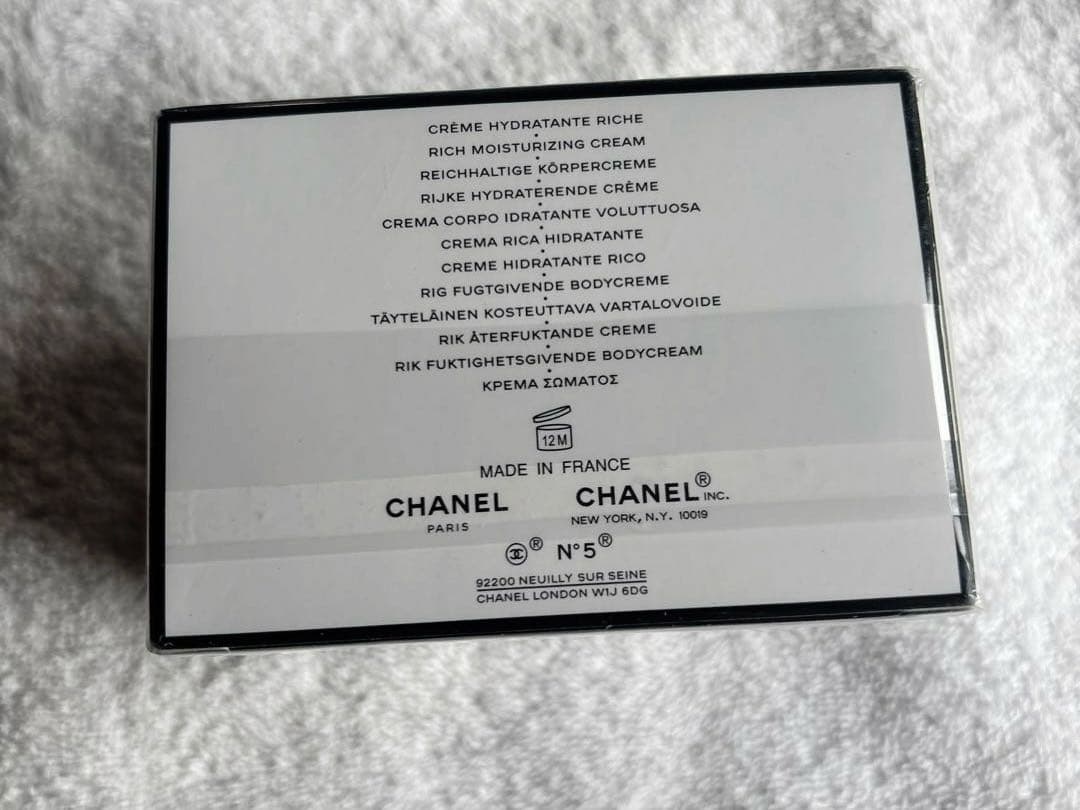 CRÈME HYDRATANTE RICHE
•
RICH MOISTURIZING CREAM
•
REICHHALTIGE KÖRPERCREME
•
RIJKE HYDRATERENDE CRÈME
•
CREMA CORPO IDRATANTE VOLUTTUOSA
•
CREMA RICA HIDRATANTE
•
CREME HIDRATANTE RICO
•
RIG FUGTGIVENDE BODYCREME
•
TÄYTELÄINEN KOSTEUTTAVA VARTALOVOIDE
•
RIK ÅTERFUKTANDE CREME
•
RIK FUKTIGHETSGIVENDE BODYCREAM
•
ΚΡΕΜΑ ΣΩΜΑΤΟΣ
12 M
MADE IN FRANCE
CHANEL CHANEL® INC.
PARIS NEW YORK, N.Y. 10019
® N°5®
92200 NEUILLY SUR SEINE
CHANEL LONDON W1J 6DG